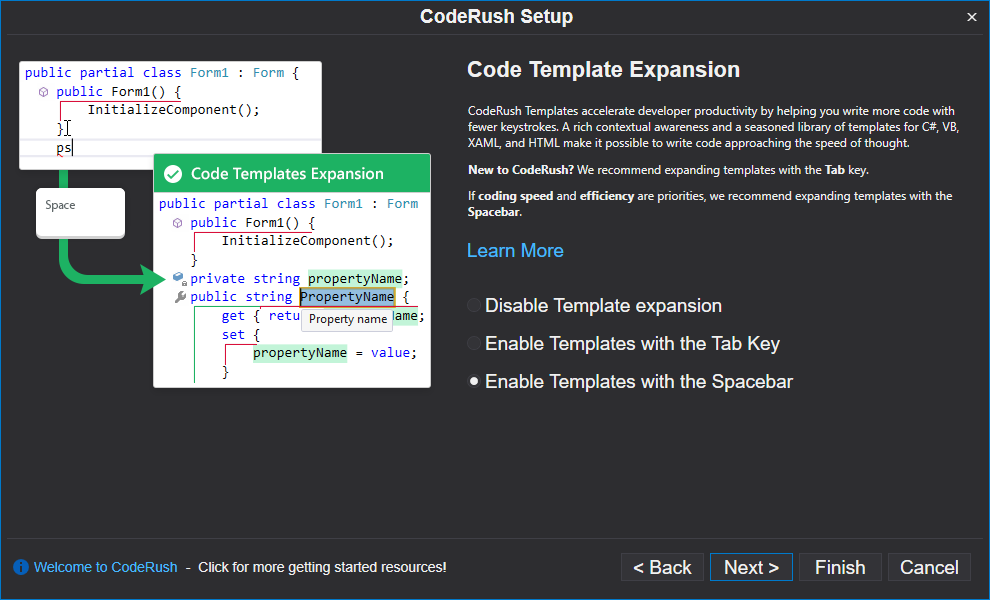 CodeRush Setup
public partial class Form1 : Form {
public Form1() {
InitializeComponent();
}
ps
Space
Code Templates Expansion
public partial class Form1 : Form
public Form1() {
InitializeComponent();
}
private string propertyName;
public string PropertyName {
get { retu
ame;
Property name
set {
propertyName = value;
}
Code Template Expansion
CodeRush Templates accelerate developer productivity by helping you write more code with
fewer keystrokes. A rich contextual awareness and a seasoned library of templates for C#, VB,
XAML, and HTML make it possible to write code approaching the speed of thought.
New to CodeRush? We recommend expanding templates with the Tab key.
If coding speed and efficiency are priorities, we recommend expanding templates with the
Spacebar.
Learn More
Disable Template expansion
Enable Templates with the Tab Key
Enable Templates with the Spacebar
Welcome to CodeRush - Click for more getting started resources!
< Back Next > Finish Cancel